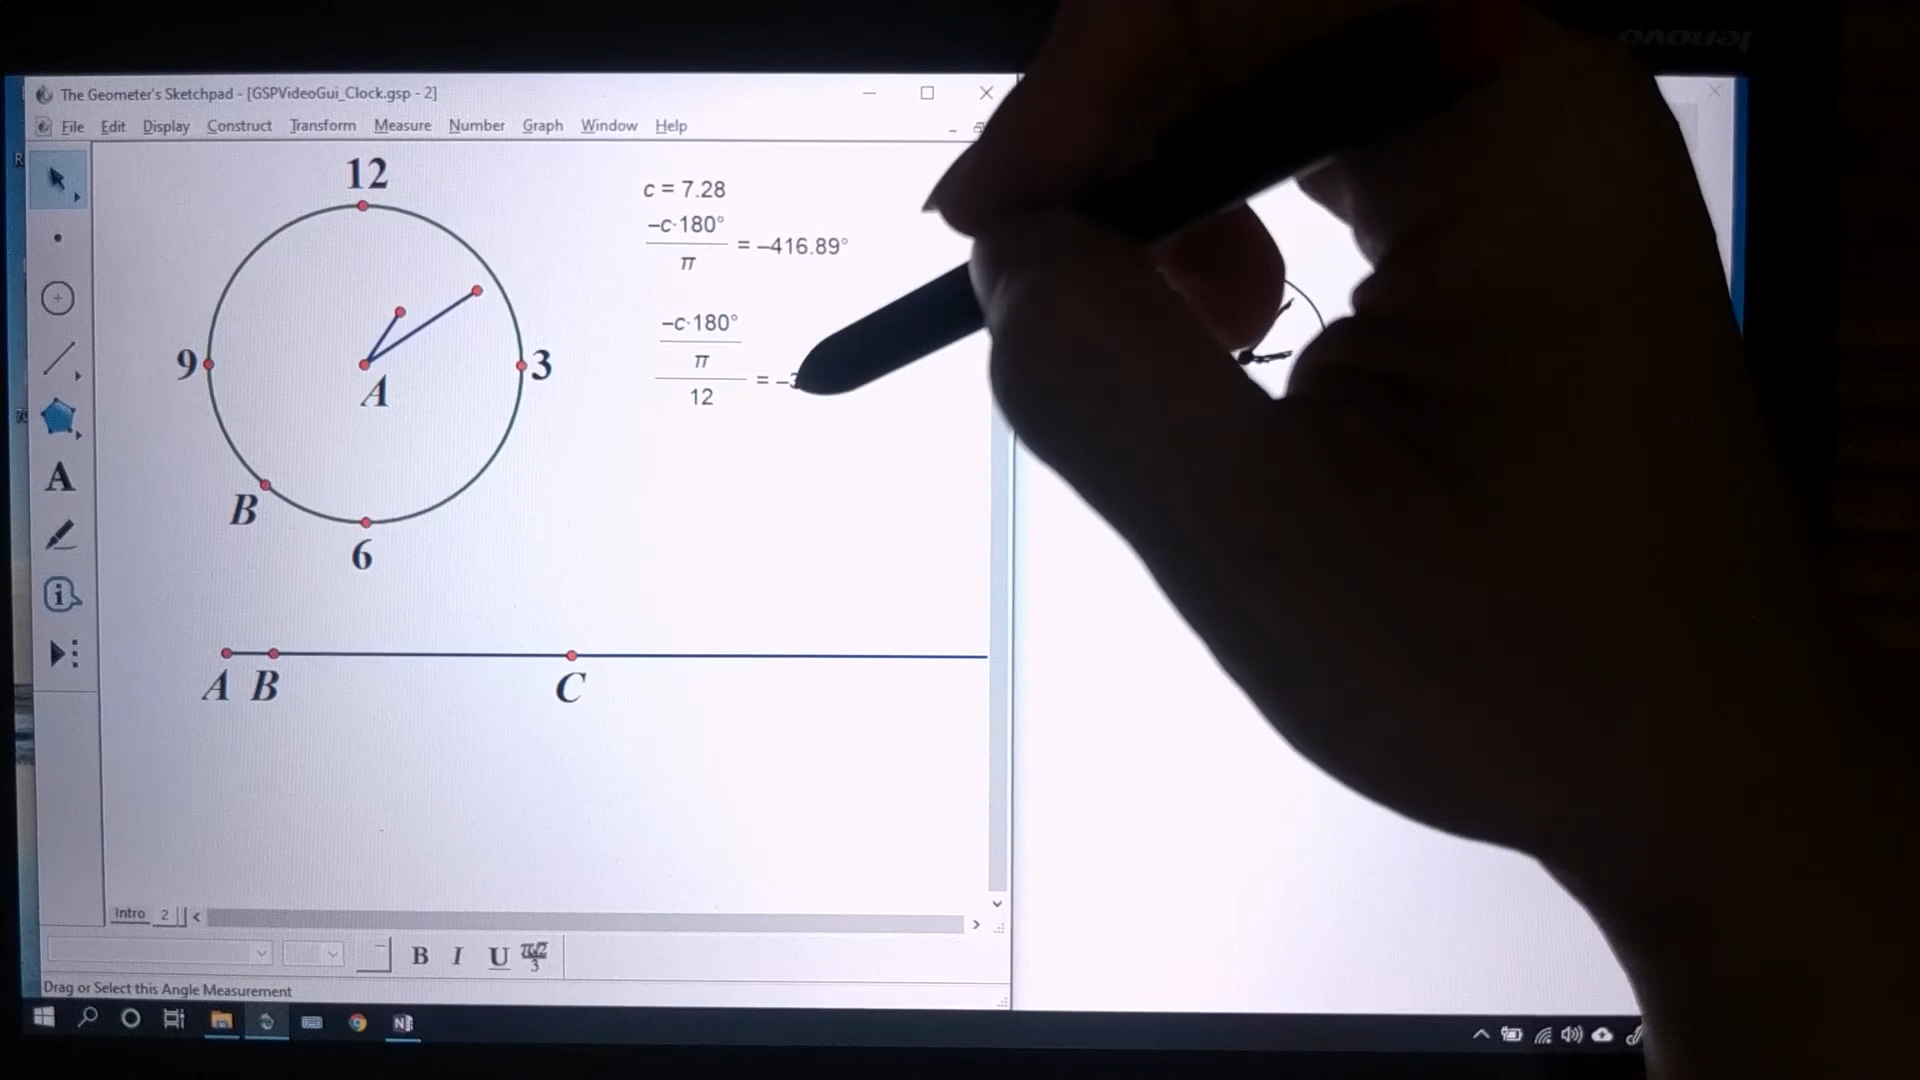 lenovo
The Geometer's Sketchpad - [GSPVideoGui_Clock.gsp - 2]
File Edit Display Construct Transform Measure Number Graph Window Help
12
9
3
A
B
6
c = 7.28
–c·180°
π
= –416.89°
–c·180°
π
12
= –3
A B C
A
Intro 2
B I U
Drag or Select this Angle Measurement